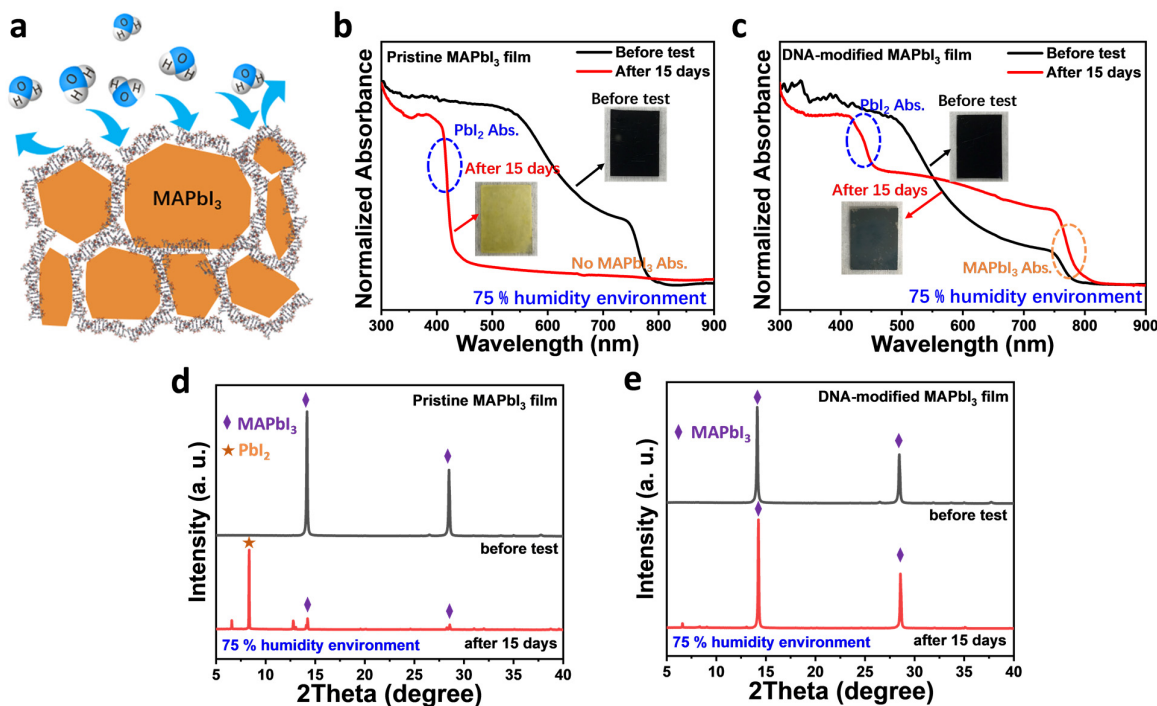 a
H O H
H O H
H O H
H O H
H O H
MAPbI₃
b
Pristine MAPbI₃ film
Before test
After 15 days
Before test
PbI₂ Abs.
After 15 days
No MAPbI₃ Abs.
75 % humidity environment
Normalized Absorbance
300 400 500 600 700 800 900
Wavelength (nm)
c
DNA-modified MAPbI₃ film
Before test
After 15 days
PbI₂ Abs.
Before test
After 15 days
MAPbI₃ Abs.
75 % humidity environment
Normalized Absorbance
300 400 500 600 700 800 900
Wavelength (nm)
d
Pristine MAPbI₃ film
MAPbI₃
PbI₂
before test
75 % humidity environment
after 15 days
Intensity (a. u.)
5 10 15 20 25 30 35 40
2Theta (degree)
e
DNA-modified MAPbI₃ film
MAPbI₃
before test
75 % humidity environment
after 15 days
Intensity (a. u.)
5 10 15 20 25 30 35 40
2Theta (degree)